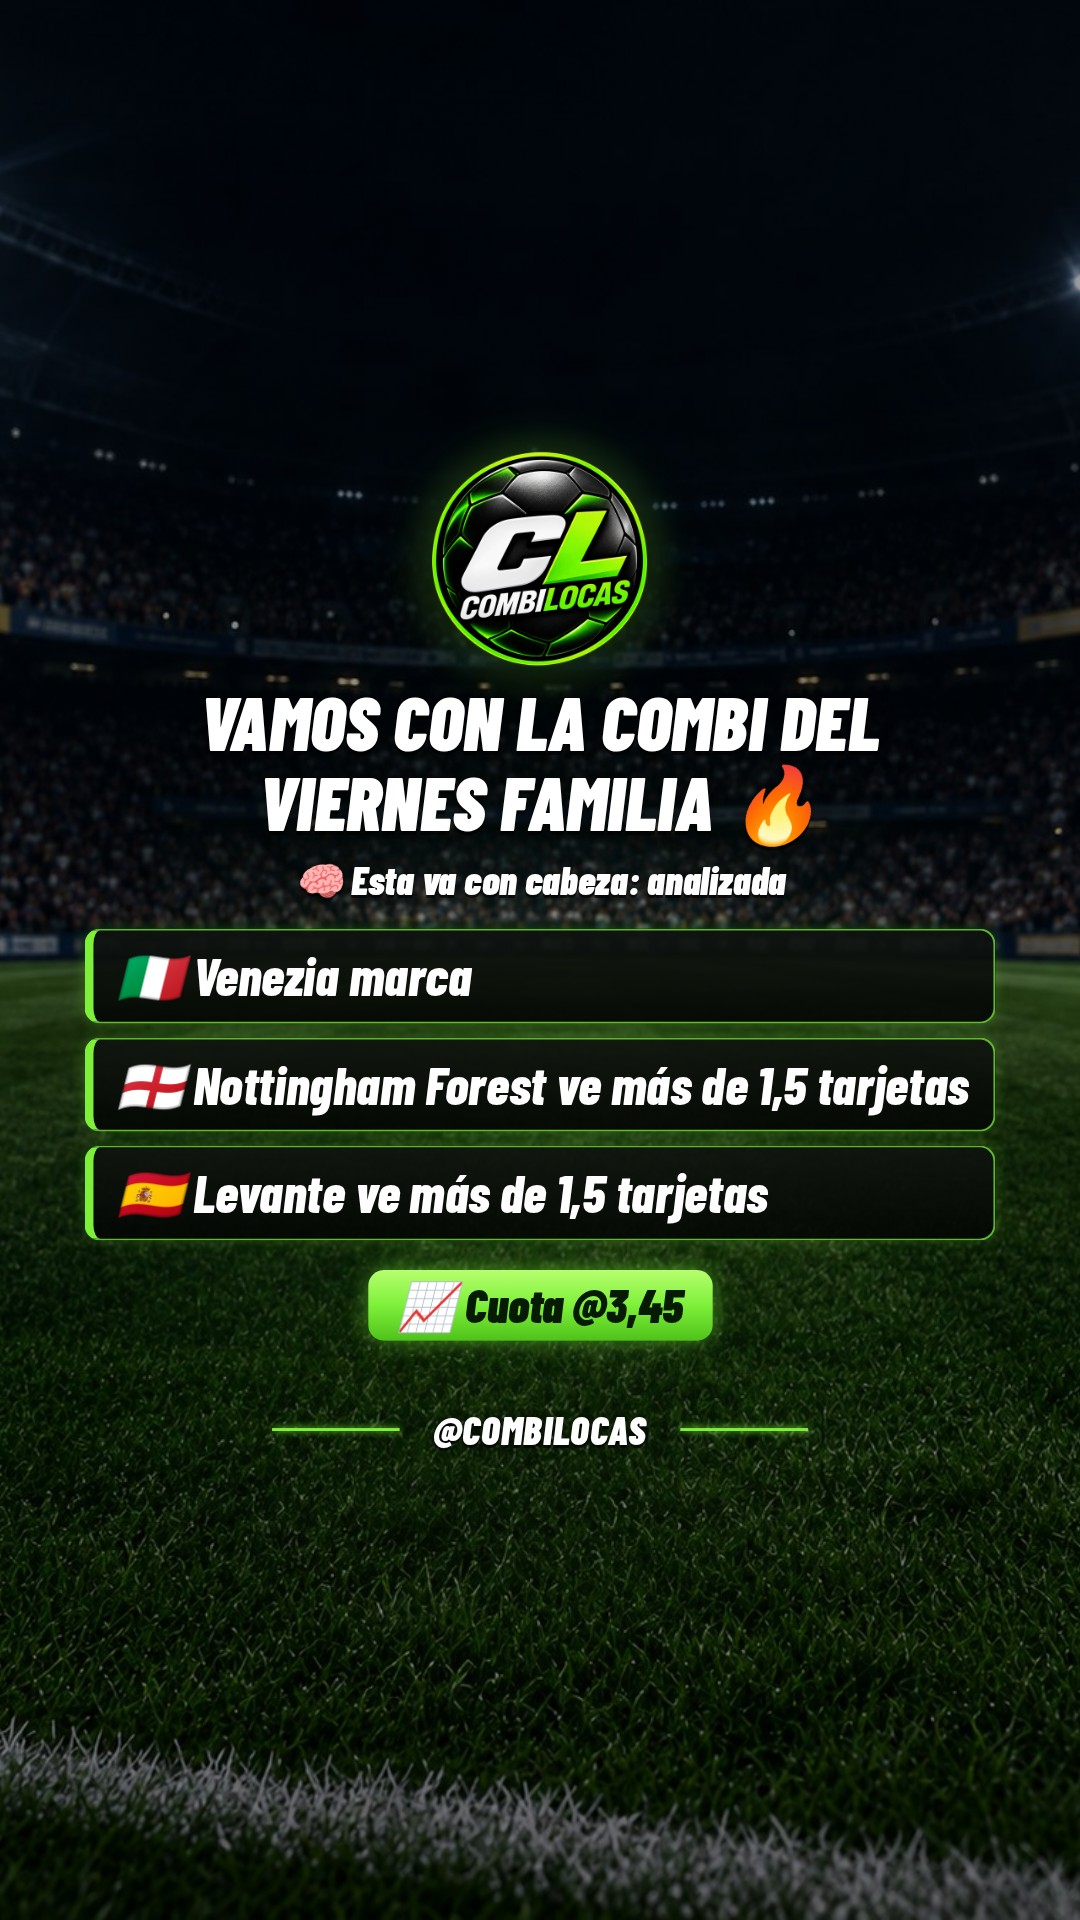 CL
COMBILOCAS
VAMOS CON LA COMBI DEL
VIERNES FAMILIA 🔥
🧠 Esta va con cabeza: analizada
🇮🇹 Venezia marca
🏴󠁧󠁢󠁥󠁮󠁧󠁿 Nottingham Forest ve más de 1,5 tarjetas
🇪🇸 Levante ve más de 1,5 tarjetas
📈 Cuota @3,45
@COMBILOCAS